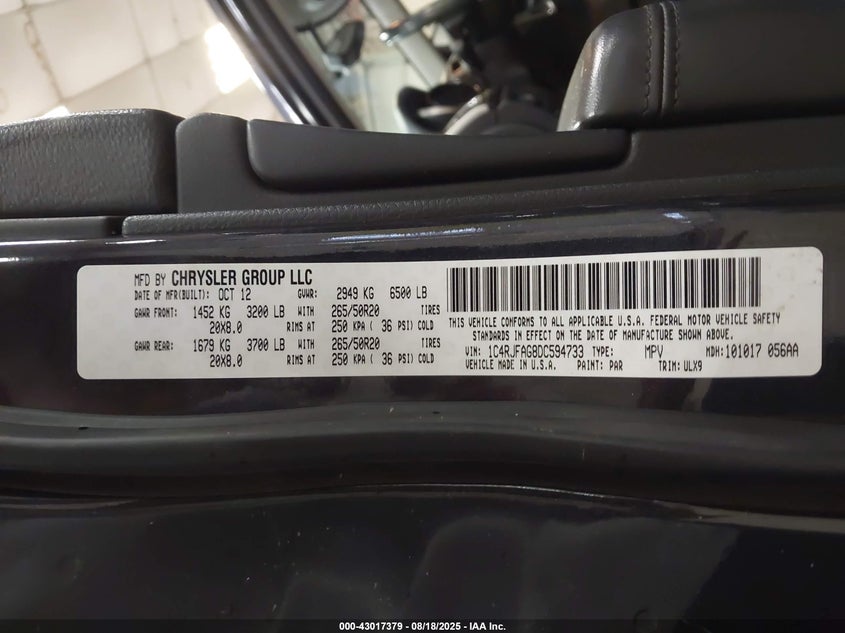 MFD BY CHRYSLER GROUP LLC
DATE OF MFR(BUILT): OCT 12 GVWR: 2949 KG 6500 LB
GAWR FRONT: 1452 KG 3200 LB WITH 265/50R20 TIRES
20X8.0 RIMS AT 250 KPA ( 36 PSI) COLD
GAWR REAR: 1679 KG 3700 LB WITH 265/50R20 TIRES
20X8.0 RIMS AT 250 KPA ( 36 PSI) COLD
THIS VEHICLE CONFORMS TO ALL APPLICABLE U.S.A. FEDERAL MOTOR VEHICLE SAFETY
STANDARDS IN EFFECT ON THE DATE OF MANUFACTURE SHOWN ABOVE.
VIN: 1C4RJFAG8DC594733 TYPE: MPV MDH: 101017 056AA
VEHICLE MADE IN U.S.A. PAINT: PAR TRIM: ULX9
000-43017379 - 08/18/2025 - IAA Inc.